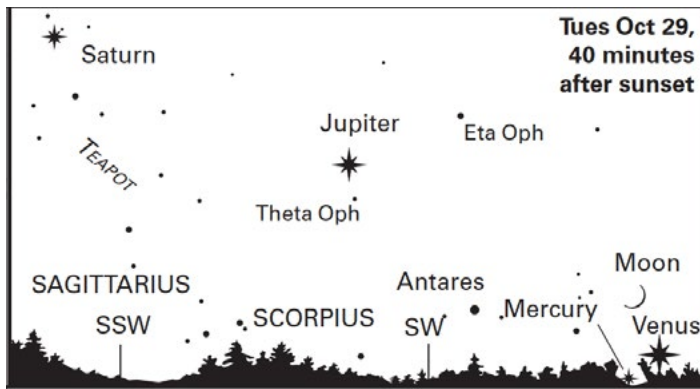 Tues Oct 29,
40 minutes
after sunset
Saturn
Jupiter
Eta Oph
TEAPOT
Theta Oph
SAGITTARIUS
Antares
Moon
SSW
SCORPIUS
SW
Mercury
Venus